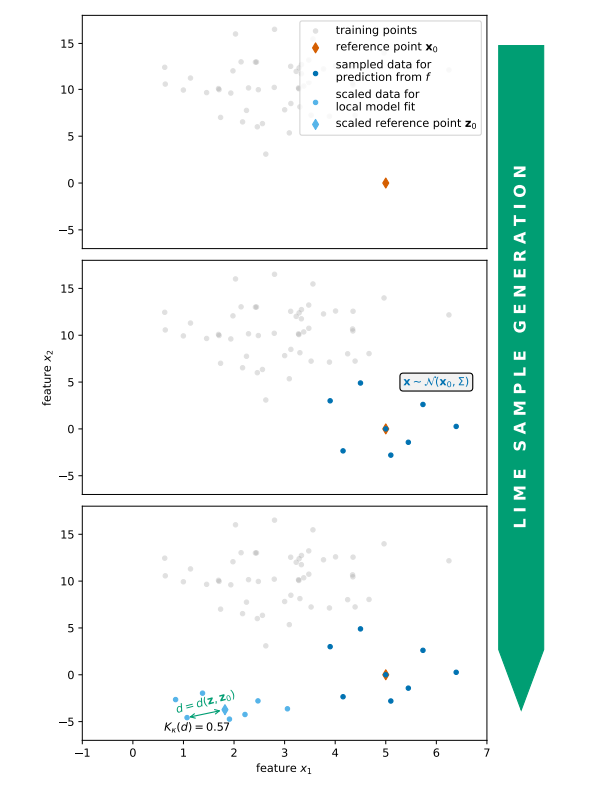 15
10
5
0
−5
training points
reference point x₀
sampled data for
prediction from f
scaled data for
local model fit
scaled reference point z₀
15
10
5
0
−5
feature x₂
x ~ 𝒩(x₀, Σ)
15
10
5
0
−5
d = d(z, z₀)
Kκ(d) = 0.57
−1 0 1 2 3 4 5 6 7
feature x₁
LIME SAMPLE GENERATION